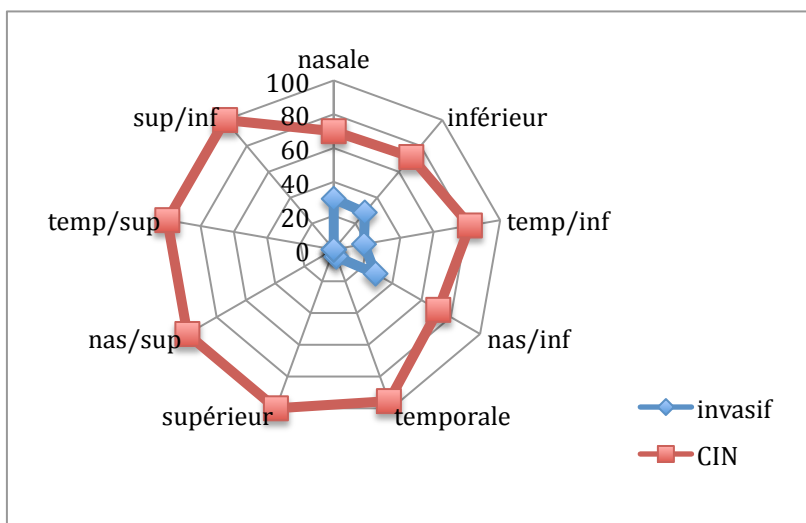 nasale
100
80
60
40
20
0
inférieur
temp/inf
nas/inf
temporale
supérieur
nas/sup
temp/sup
sup/inf
invasif
CIN